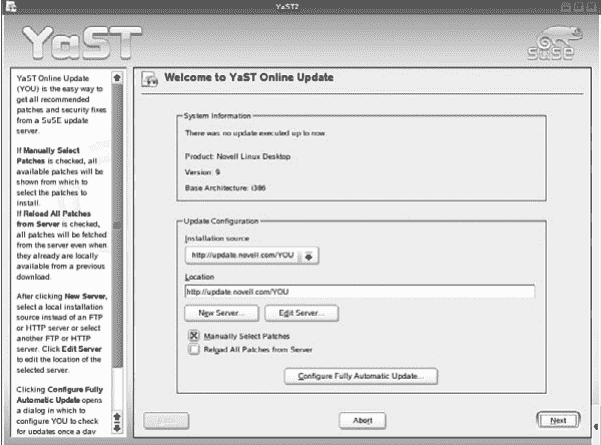 YaST2
YaST
SuSE
YaST Online Update
(YOU) is the easy way to
get all recommended
patches and security fixes
from a SuSE update
server.
If Manually Select
Patches is checked, all
available patches will be
shown from which to
select the patches to
install.
If Reload All Patches
from Server is checked,
all patches will be fetched
from the server even when
they already are locally
available from a previous
download.
After clicking New Server,
select a local installation
source instead of an FTP
or HTTP server or select
another FTP or HTTP
server. Click Edit Server
to edit the location of the
selected server.
Clicking Configure Fully
Automatic Update opens
a dialog in which to
configure YOU to check
for updates once a day
Welcome to YaST Online Update
System Information
There was no update executed up to now
Product: Novell Linux Desktop
Version: 9
Base Architecture: i386
Update Configuration
Installation source
http://update.novell.com/YOU
Location
http://update.novell.com/YOU
New Server...
Edit Server...
Manually Select Patches
Reload All Patches from Server
Configure Fully Automatic Update...
Abort
Next